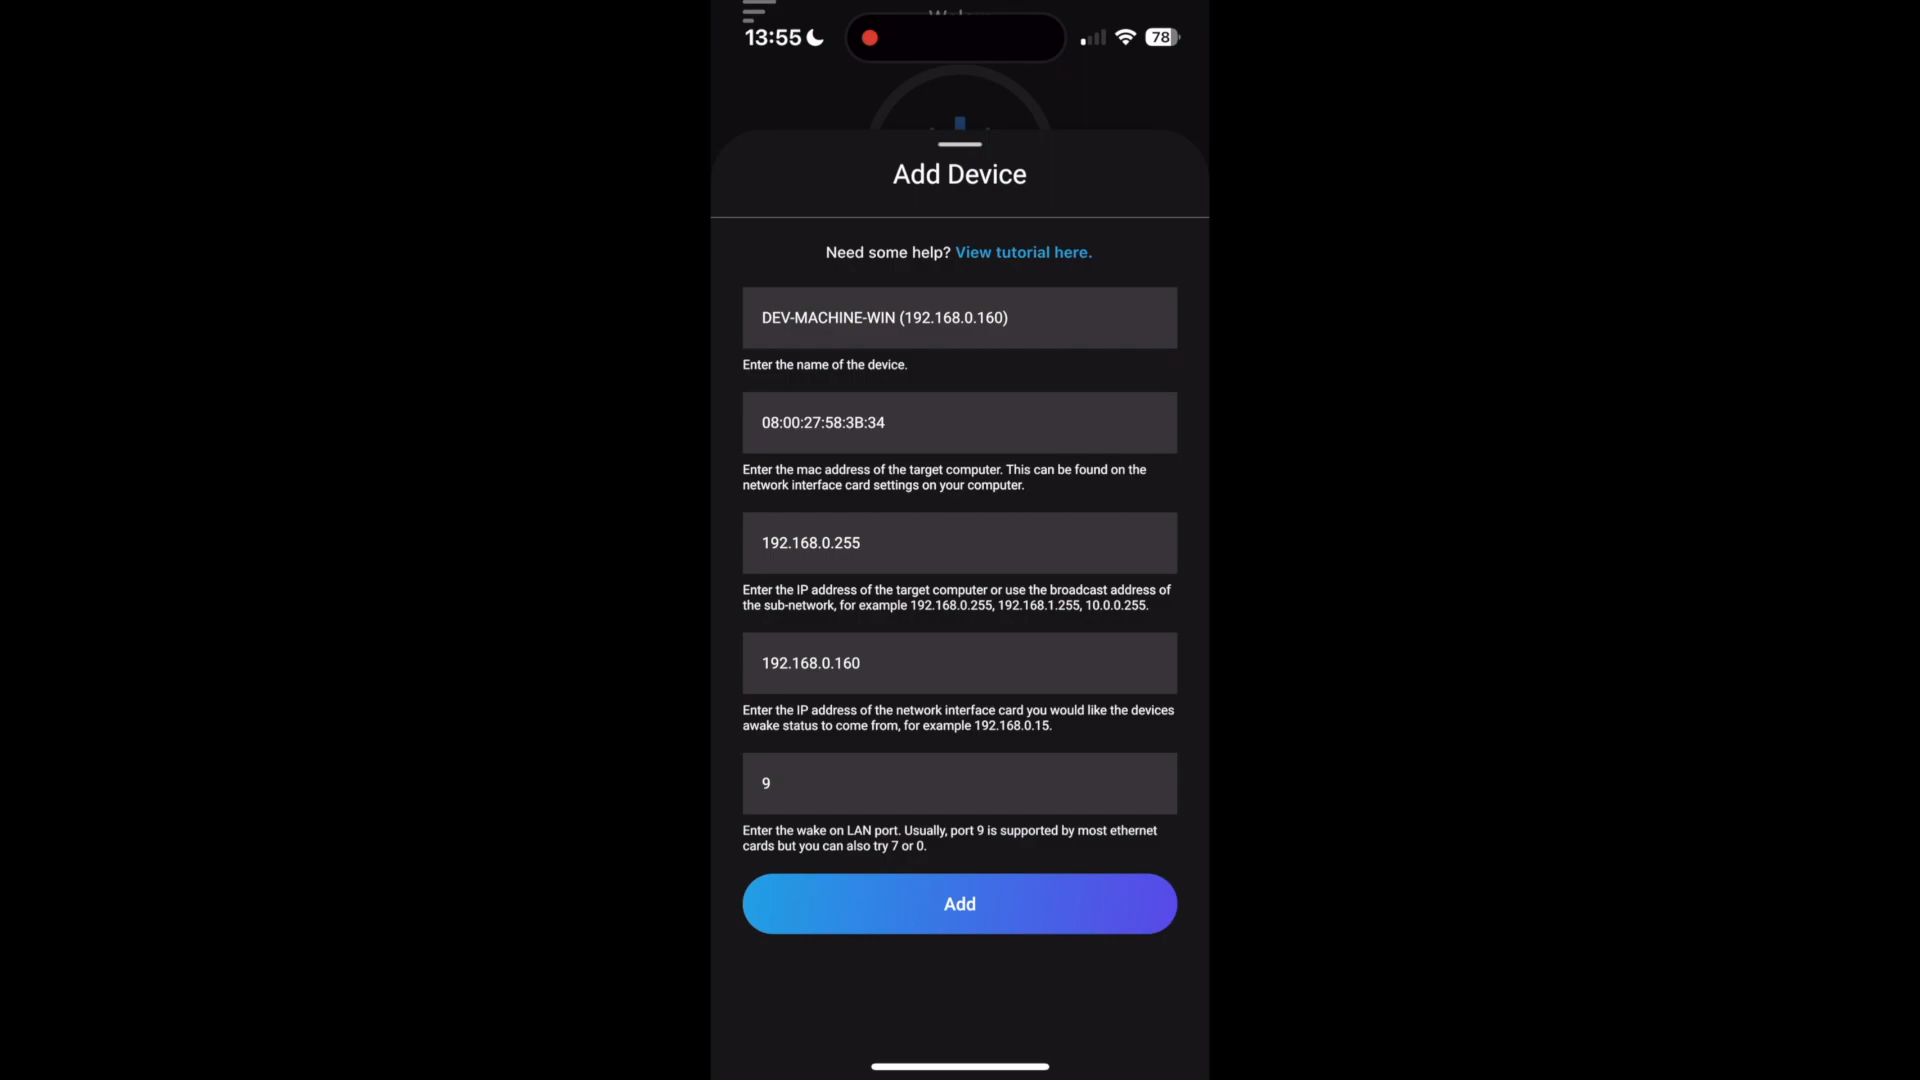 13:55
78
Add Device
Need some help? View tutorial here.
DEV-MACHINE-WIN (192.168.0.160)
Enter the name of the device.
08:00:27:58:3B:34
Enter the mac address of the target computer. This can be found on the
network interface card settings on your computer.
192.168.0.255
Enter the IP address of the target computer or use the broadcast address of
the sub-network, for example 192.168.0.255, 192.168.1.255, 10.0.0.255.
192.168.0.160
Enter the IP address of the network interface card you would like the devices
awake status to come from, for example 192.168.0.15.
9
Enter the wake on LAN port. Usually, port 9 is supported by most ethernet
cards but you can also try 7 or 0.
Add